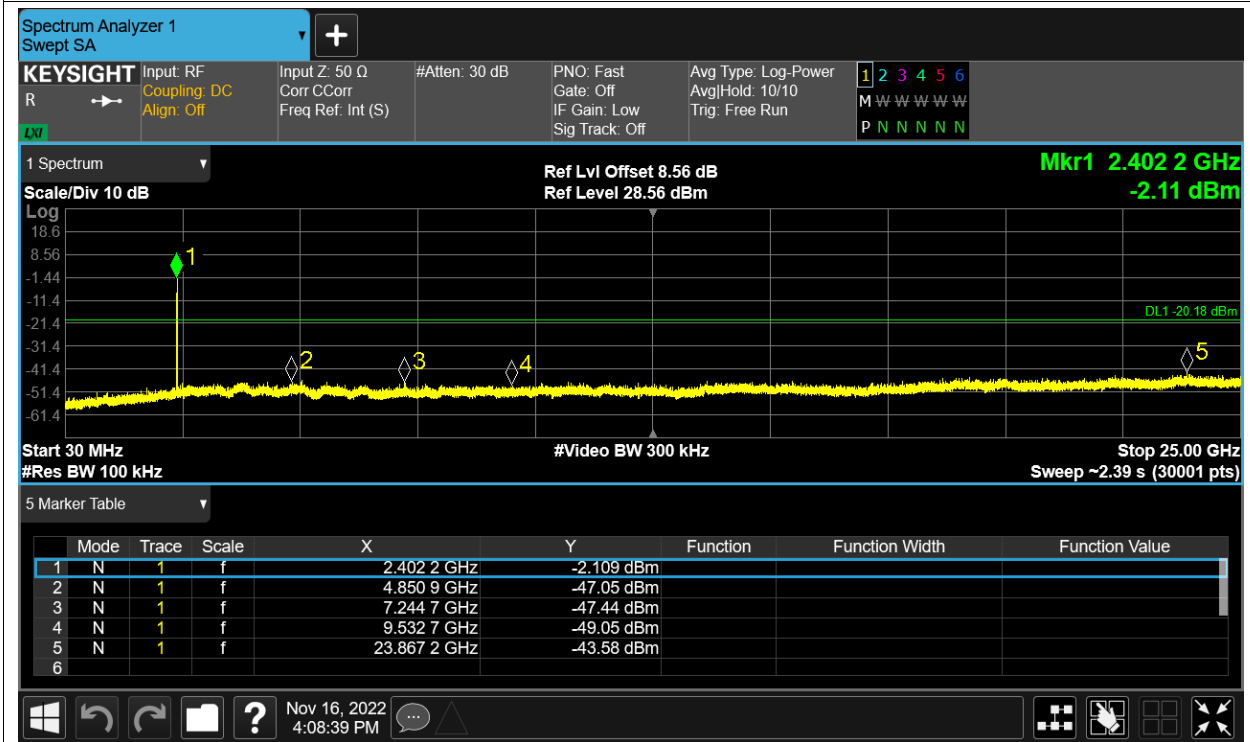 Spectrum Analyzer 1
Swept SA
KEYSIGHT
R
LXI
Input: RF
Coupling: DC
Align: Off
Input Z: 50 Ω
Corr CCorr
Freq Ref: Int (S)
#Atten: 30 dB
PNO: Fast
Gate: Off
IF Gain: Low
Sig Track: Off
Avg Type: Log-Power
Avg|Hold: 10/10
Trig: Free Run
1 2 3 4 5 6
M W W W W W
P N N N N N
1 Spectrum
Scale/Div 10 dB
Ref Lvl Offset 8.56 dB
Ref Level 28.56 dBm
Mkr1 2.402 2 GHz
-2.11 dBm
Log
18.6
8.56
-1.44
-11.4
-21.4
-31.4
-41.4
-51.4
-61.4
1
2
3
4
5
DL1 -20.18 dBm
Start 30 MHz
#Res BW 100 kHz
#Video BW 300 kHz
Stop 25.00 GHz
Sweep ~2.39 s (30001 pts)
5 Marker Table
Mode Trace Scale X Y Function Function Width Function Value
1 N 1 f 2.402 2 GHz -2.109 dBm
2 N 1 f 4.850 9 GHz -47.05 dBm
3 N 1 f 7.244 7 GHz -47.44 dBm
4 N 1 f 9.532 7 GHz -49.05 dBm
5 N 1 f 23.867 2 GHz -43.58 dBm
6
?
Nov 16, 2022
4:08:39 PM